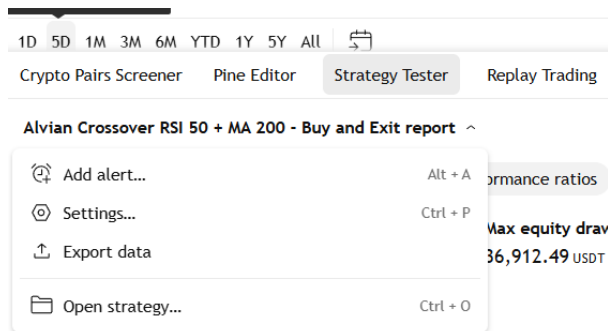 1D 5D 1M 3M 6M YTD 1Y 5Y All
Crypto Pairs Screener Pine Editor Strategy Tester Replay Trading
Alvian Crossover RSI 50 + MA 200 - Buy and Exit report
Add alert... Alt + A
ormance ratios
Settings... Ctrl + P
Max equity draw
Export data
36,912.49 USDT
Open strategy... Ctrl + O